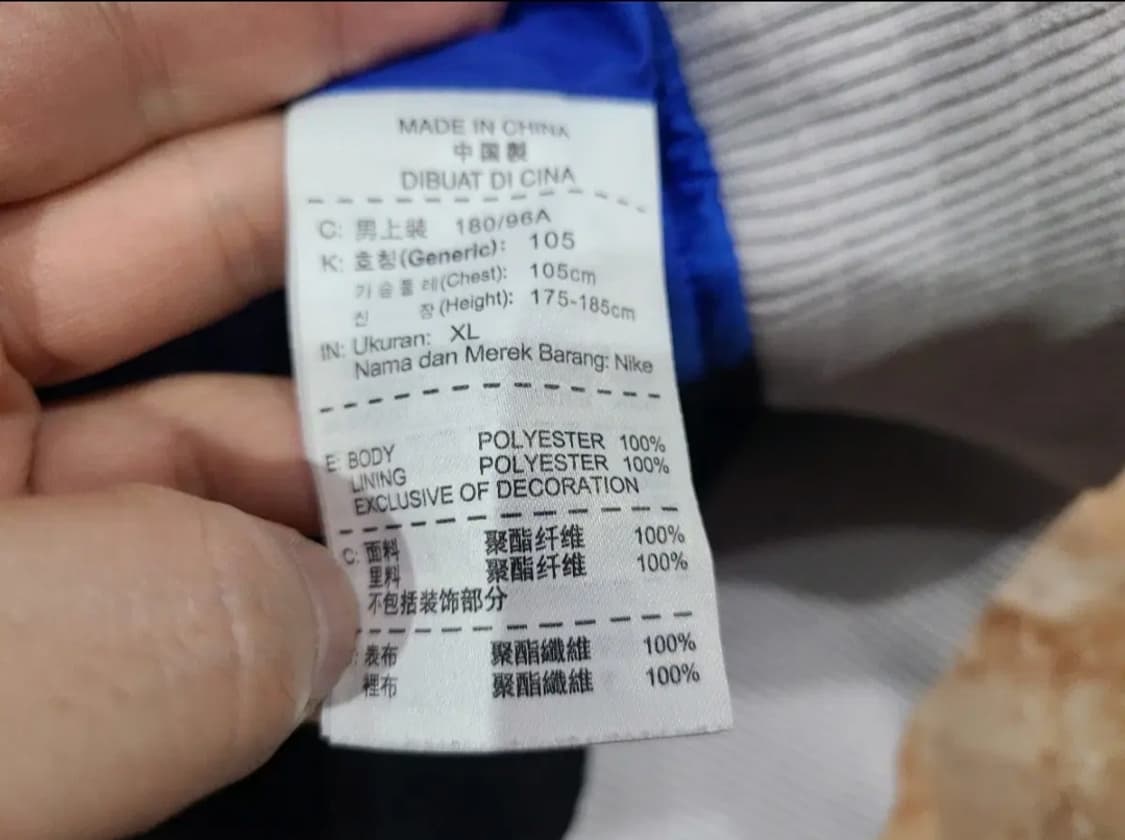 MADE IN CHINA
中国製
DIBUAT DI CINA
C: 男上装 180/96A
K: 호칭(Generic): 105
가슴둘레(Chest): 105cm
신 장(Height): 175-185cm
IN: Ukuran: XL
Nama dan Merek Barang: Nike
E: BODY POLYESTER 100%
LINING POLYESTER 100%
EXCLUSIVE OF DECORATION
C: 面料 聚酯纤维 100%
里料 聚酯纤维 100%
不包括装饰部分
: 表布 聚酯纖維 100%
裡布 聚酯纖維 100%